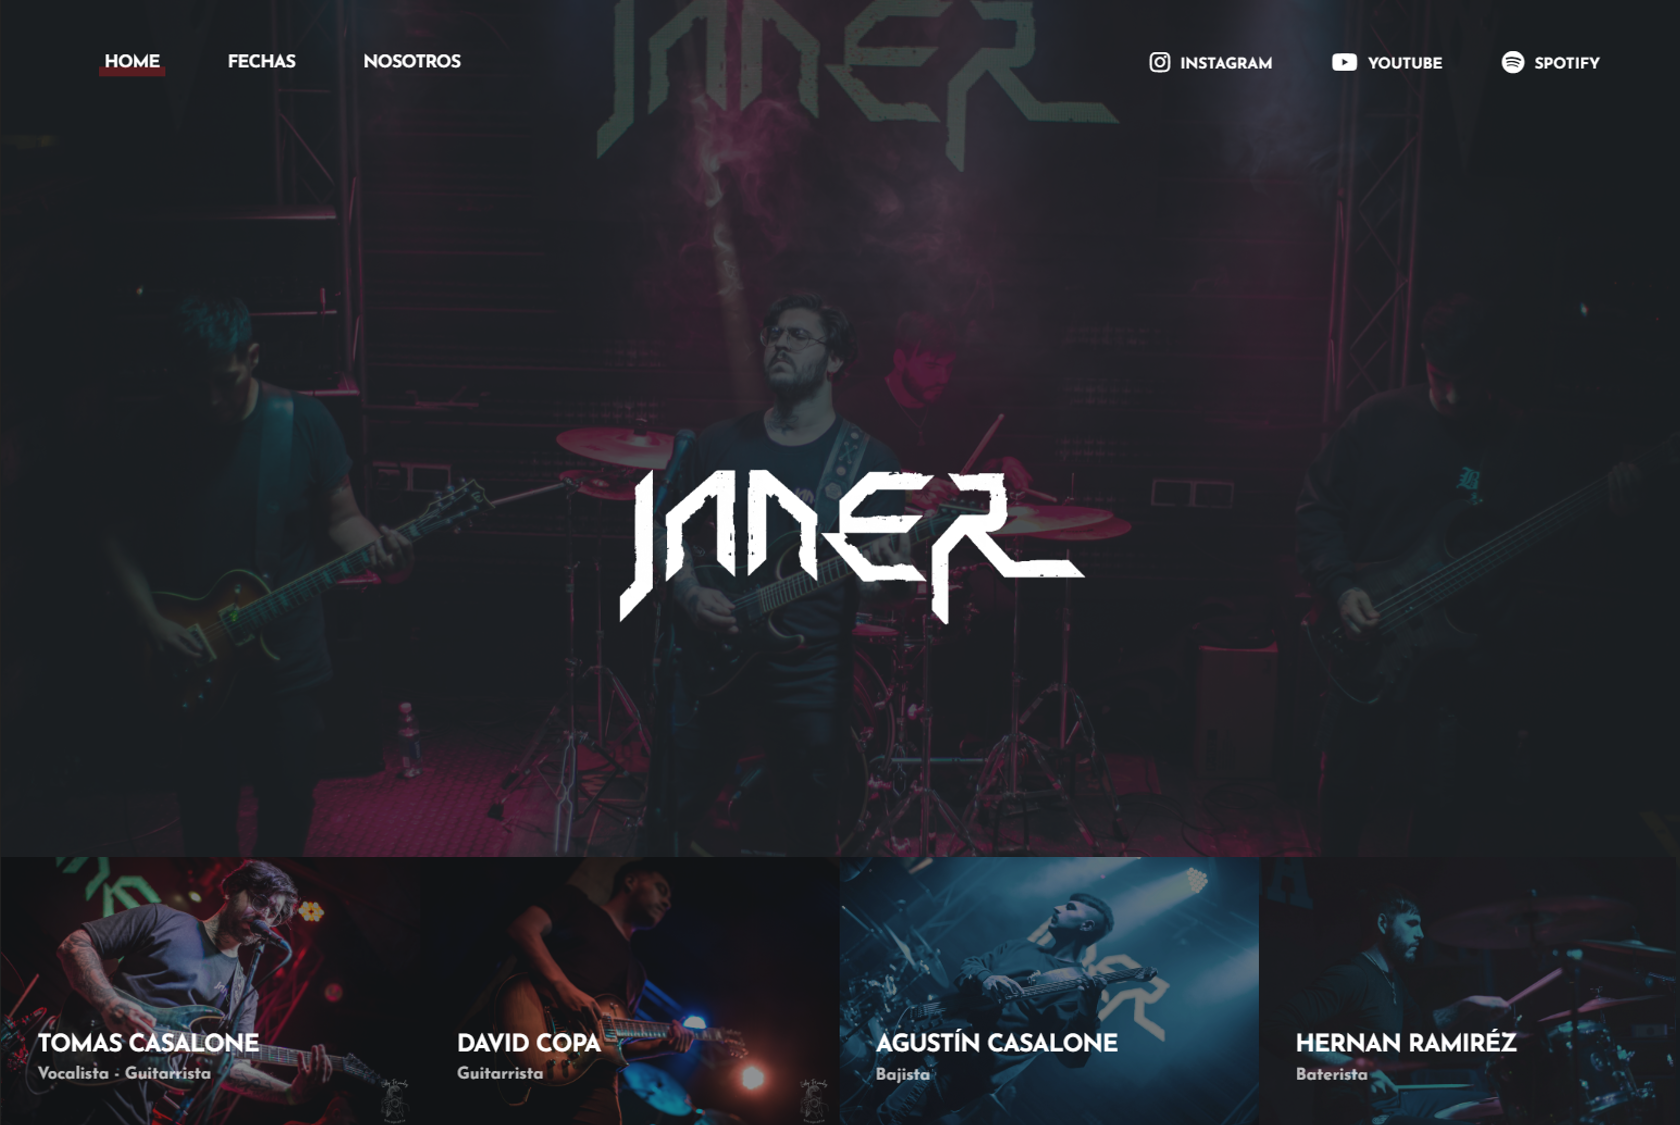 JANER
HOME
FECHAS
NOSOTROS
INSTAGRAM
YOUTUBE
SPOTIFY
JANER
TOMAS CASALONE
Vocalista - Guitarrista
DAVID COPA
Guitarrista
AGUSTÍN CASALONE
Bajista
HERNAN RAMIRÉZ
Baterista